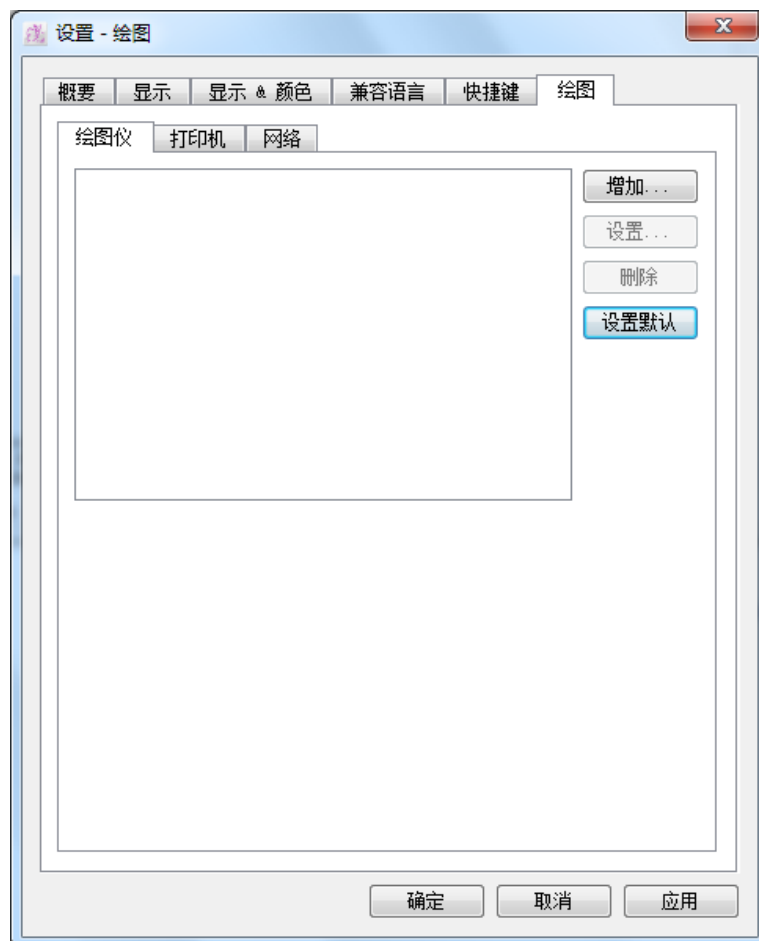 设置 - 绘图
概要 显示 显示 & 颜色 兼容语言 快捷键 绘图
绘图仪 打印机 网络
增加...
设置...
删除
设置默认
确定 取消 应用